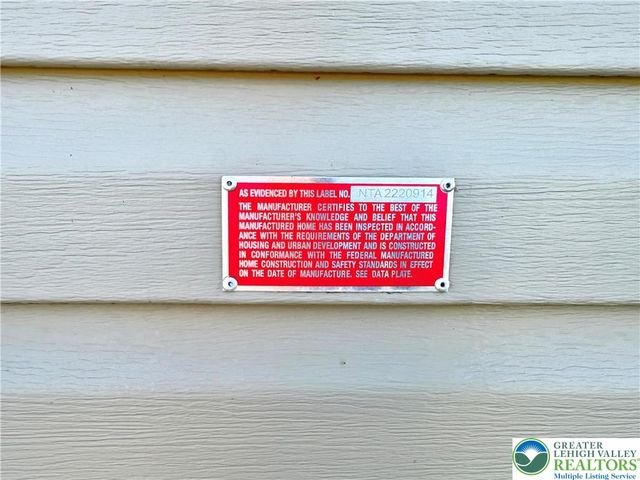 AS EVIDENCED BY THIS LABEL NO. NTA 2220914
THE MANUFACTURER CERTIFIES TO THE BEST OF THE
MANUFACTURER'S KNOWLEDGE AND BELIEF THAT THIS
MANUFACTURED HOME HAS BEEN INSPECTED IN ACCORD-
ANCE WITH THE REQUIREMENTS OF THE DEPARTMENT OF
HOUSING AND URBAN DEVELOPMENT AND IS CONSTRUCTED
IN CONFORMANCE WITH THE FEDERAL MANUFACTURED
HOME CONSTRUCTION AND SAFETY STANDARDS IN EFFECT
ON THE DATE OF MANUFACTURE. SEE DATA PLATE.
GREATER
LEHIGH VALLEY
REALTORS®
Multiple Listing Service